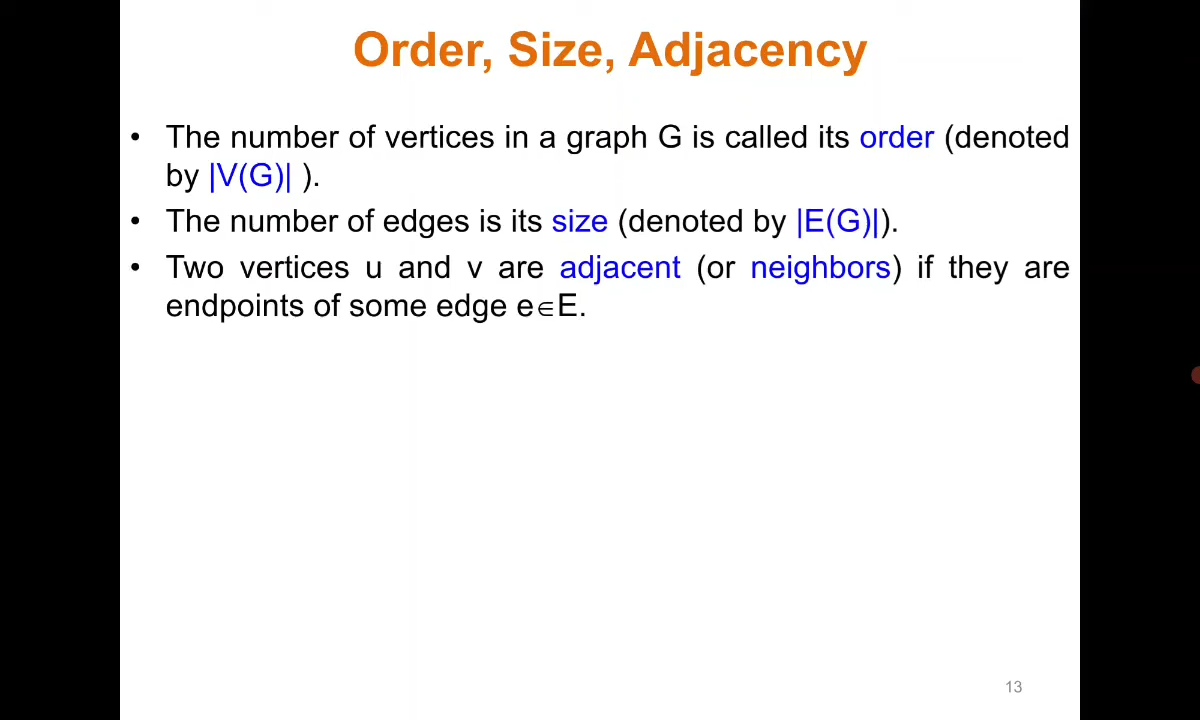 Order, Size, Adjacency
• The number of vertices in a graph G is called its order (denoted
by |V(G)| ).
• The number of edges is its size (denoted by |E(G)|).
• Two vertices u and v are adjacent (or neighbors) if they are
endpoints of some edge e∈E.
13